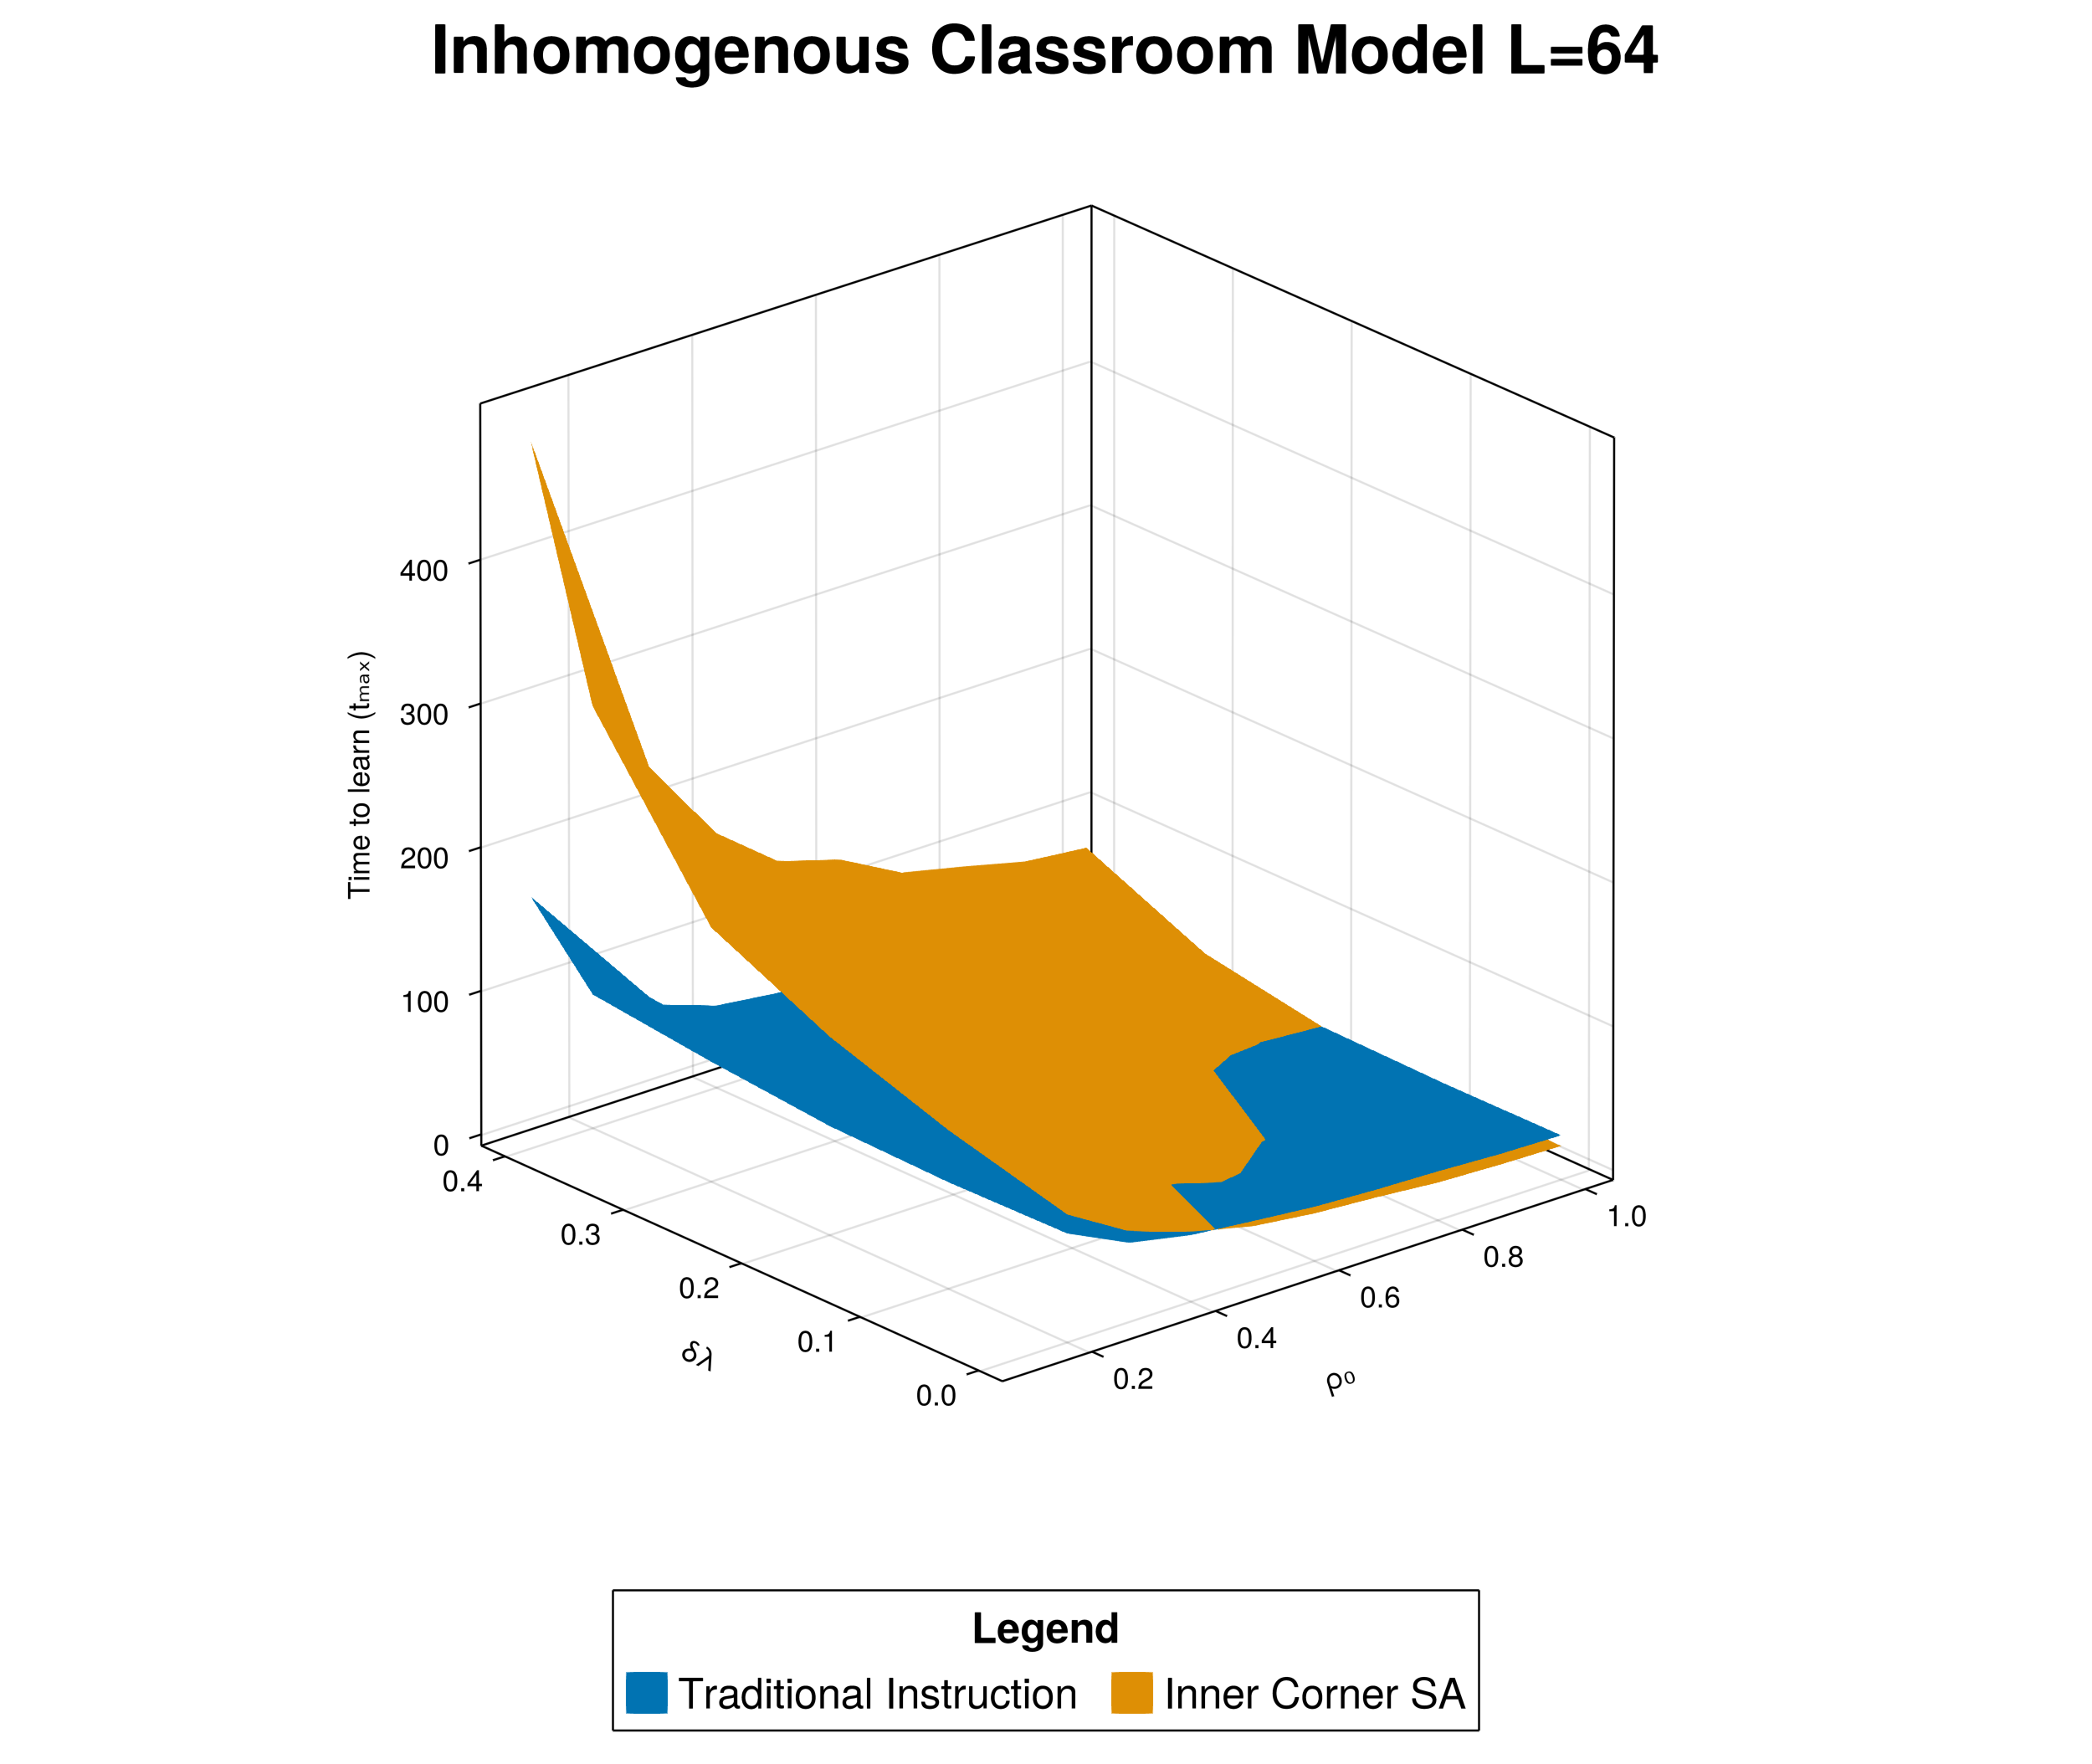 Inhomogenous Classroom Model L=64
Time to learn (tₘₐₓ)
400
300
200
100
0
0.4
0.3
0.2
0.1
0.0
δλ
0.2
0.4
0.6
0.8
1.0
ρ⁰
Legend
Traditional Instruction Inner Corner SA